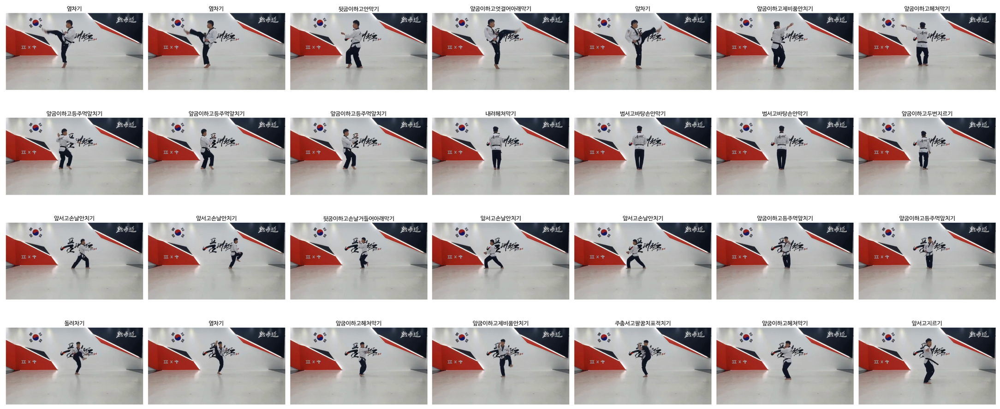 옆차기
옆차기
뒷굽이하고안막기
앞굽이하고엇걸어아래막기
앞차기
앞굽이하고제비품안치기
앞굽이하고헤쳐막기
앞굽이하고등주먹앞치기
앞굽이하고등주먹앞치기
앞굽이하고등주먹앞치기
내려헤쳐막기
범서고바탕손안막기
범서고바탕손안막기
앞굽이하고두번지르기
앞서고손날안치기
앞서고손날안치기
뒷굽이하고손날거들어아래막기
앞서고손날안치기
앞서고손날안치기
앞굽이하고등주먹앞치기
앞굽이하고등주먹앞치기
돌려차기
옆차기
앞굽이하고헤쳐막기
앞굽이하고제비품안치기
주춤서고팔꿈치표적치기
앞굽이하고헤쳐막기
앞서고지르기